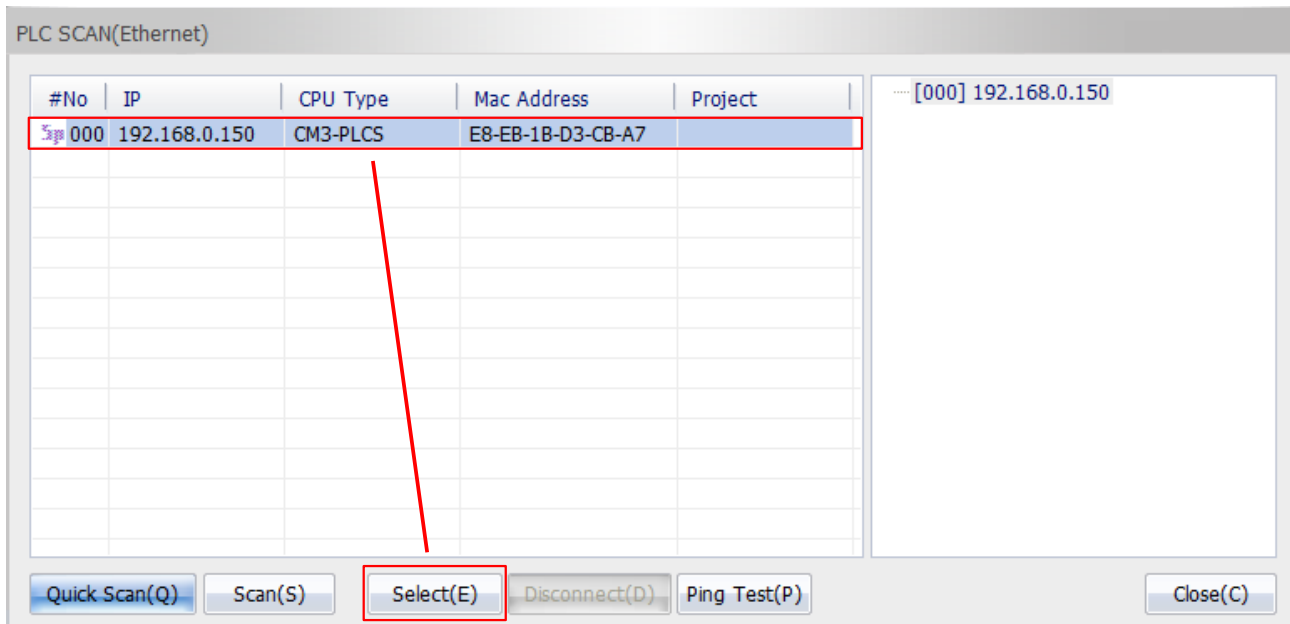 PLC SCAN(Ethernet)
#No IP CPU Type Mac Address Project
000 192.168.0.150 CM3-PLCS E8-EB-1B-D3-CB-A7
[000] 192.168.0.150
Quick Scan(Q) Scan(S) Select(E) Disconnect(D) Ping Test(P) Close(C)